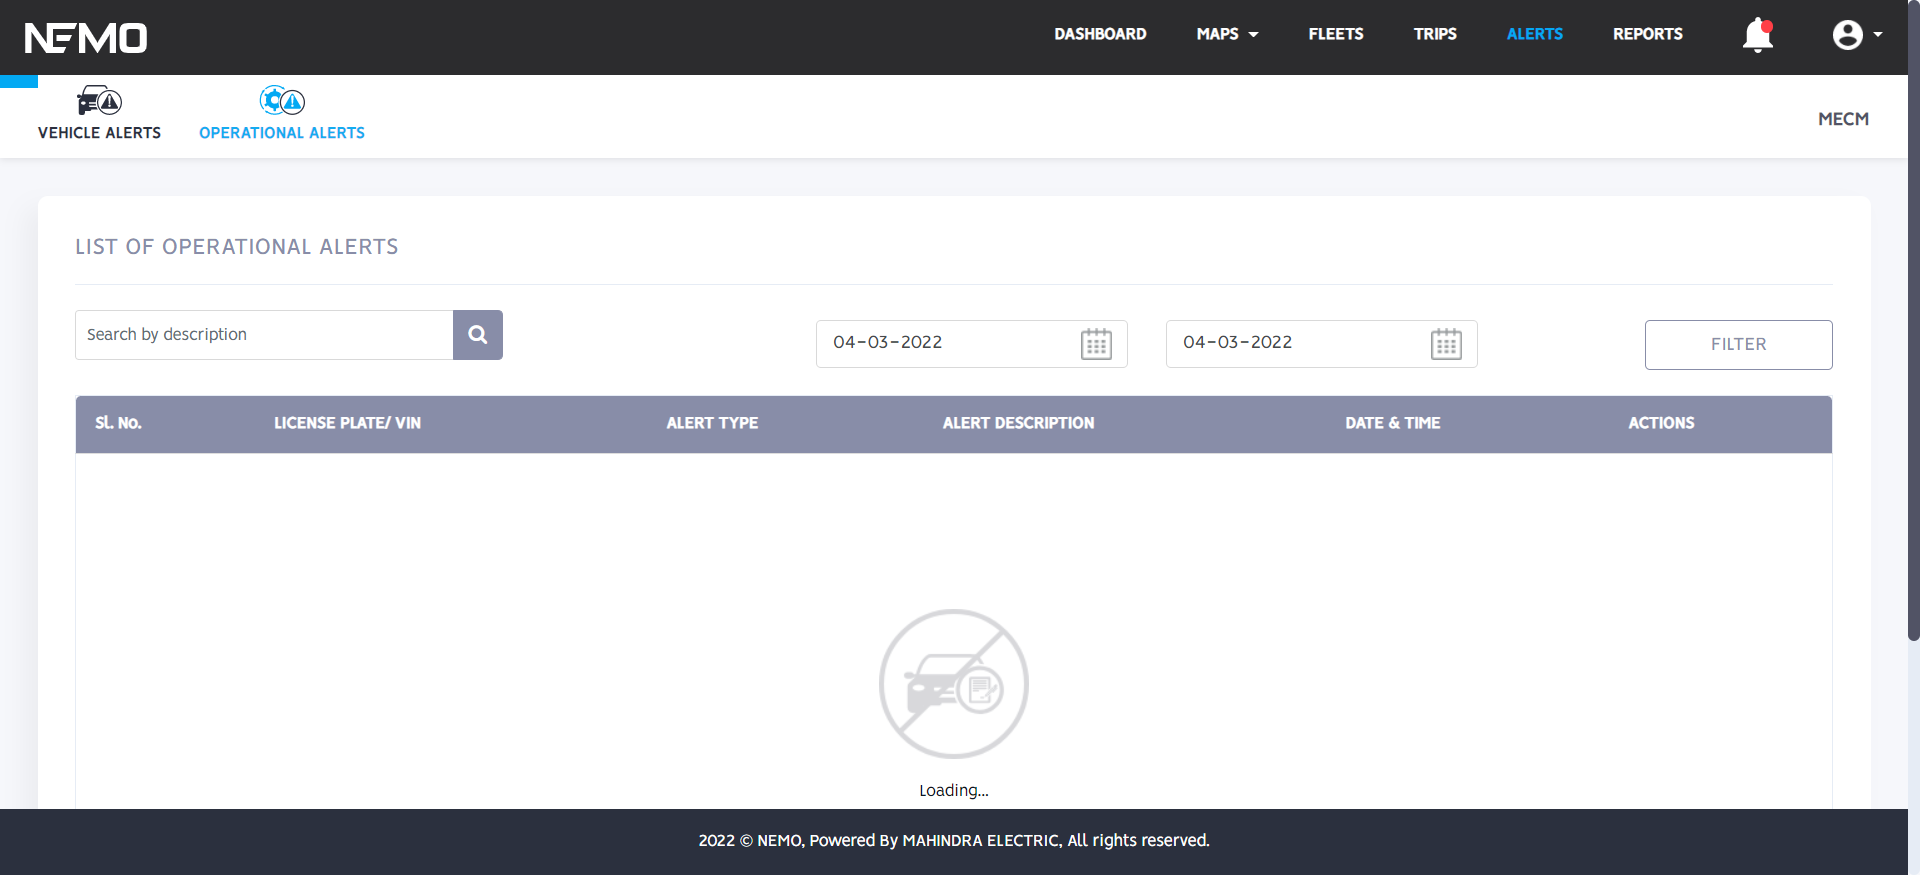 NEMO
DASHBOARD
MAPS
FLEETS
TRIPS
ALERTS
REPORTS
VEHICLE ALERTS
OPERATIONAL ALERTS
MECM
LIST OF OPERATIONAL ALERTS
Search by description
04-03-2022
04-03-2022
FILTER
Sl. No.
LICENSE PLATE/ VIN
ALERT TYPE
ALERT DESCRIPTION
DATE & TIME
ACTIONS
Loading...
2022 © NEMO, Powered By MAHINDRA ELECTRIC, All rights reserved.